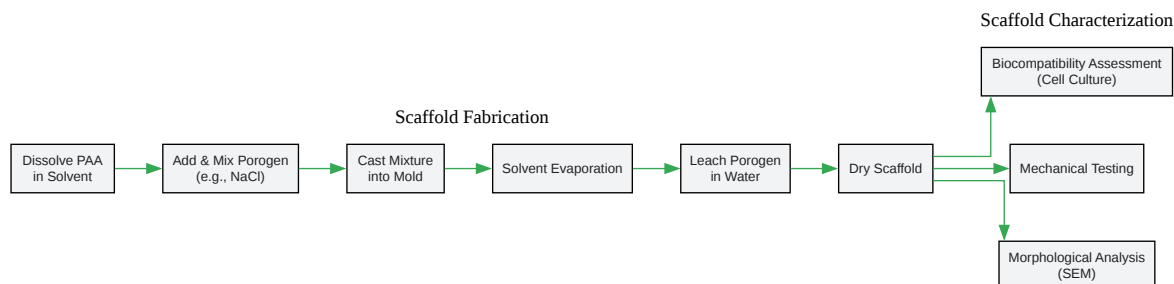 Scaffold Characterization
Biocompatibility Assessment
(Cell Culture)
Scaffold Fabrication
Dissolve PAA
in Solvent
Add & Mix Porogen
(e.g., NaCl)
Cast Mixture
into Mold
Solvent Evaporation
Leach Porogen
in Water
Dry Scaffold
Mechanical Testing
Morphological Analysis
(SEM)